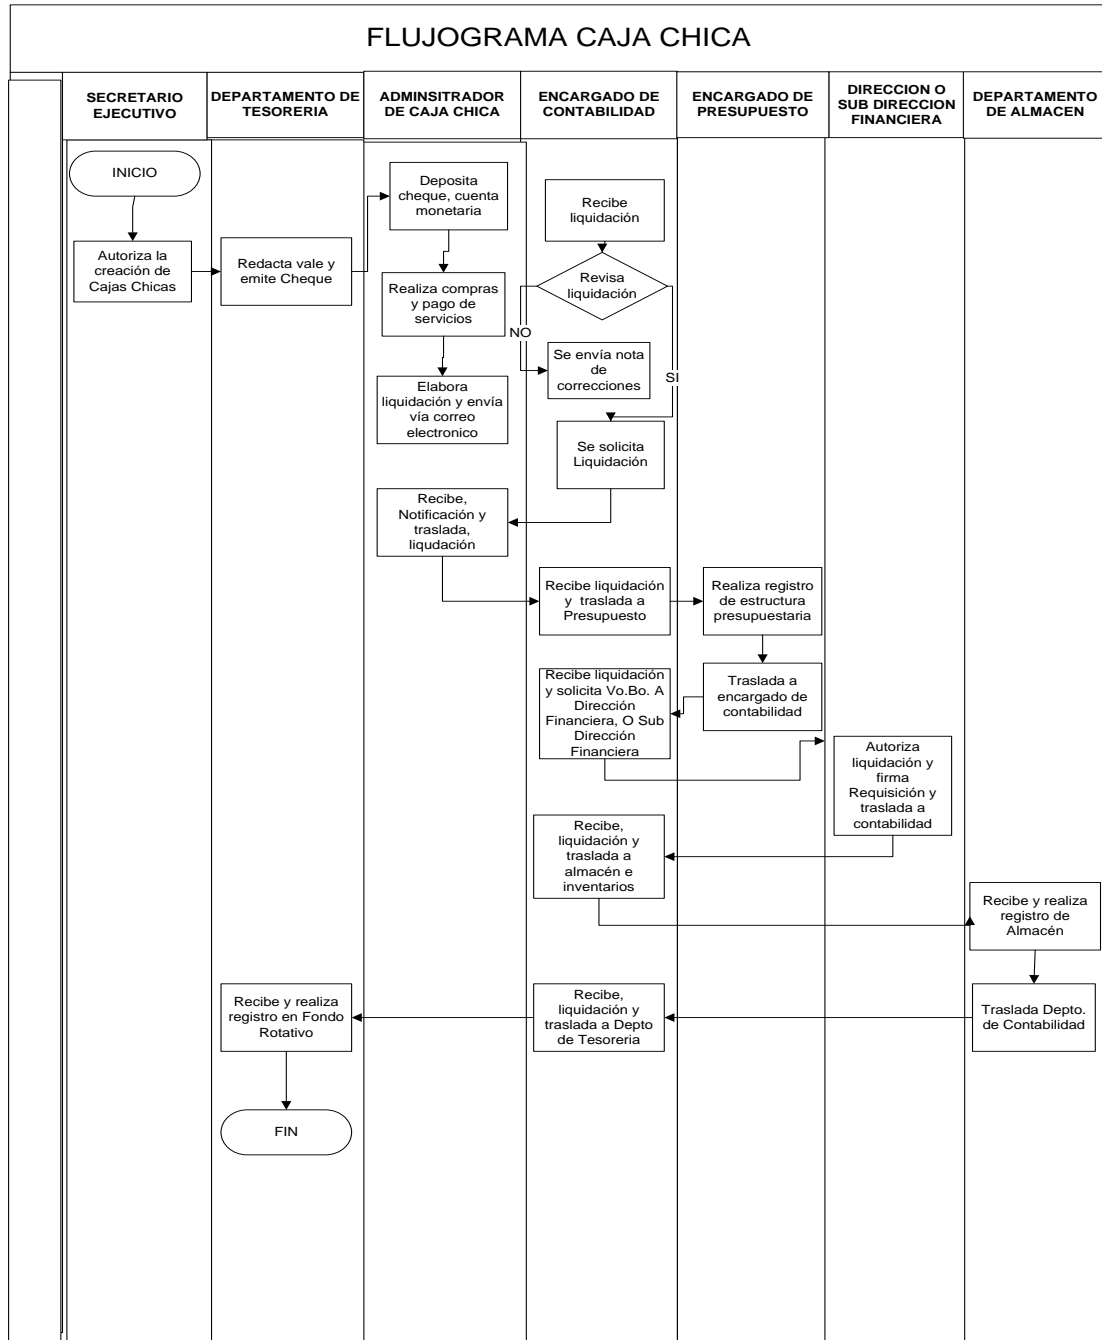 FLUJOGRAMA CAJA CHICA
SECRETARIO
EJECUTIVO
DEPARTAMENTO DE
TESORERIA
ADMINSITRADOR
DE CAJA CHICA
ENCARGADO DE
CONTABILIDAD
ENCARGADO DE
PRESUPUESTO
DIRECCION O
SUB DIRECCION
FINANCIERA
DEPARTAMENTO
DE ALMACEN
INICIO
Autoriza la
creación de
Cajas Chicas
Redacta vale y
emite Cheque
Deposita
cheque, cuenta
monetaria
Realiza compras
y pago de
servicios
Elabora
liquidación y envía
vía correo
electronico
Recibe
liquidación
Revisa
liquidación
NO
SI
Se envía nota
de
correcciones
Se solicita
Liquidación
Recibe,
Notificación y
traslada,
liqudación
Recibe liquidación
y traslada a
Presupuesto
Realiza registro
de estructura
presupuestaria
Traslada a
encargado de
contabilidad
Recibe liquidación
y solicita Vo.Bo. A
Dirección
Financiera, O Sub
Dirección
Financiera
Autoriza
liquidación y
firma
Requisición y
traslada a
contabilidad
Recibe,
liquidación y
traslada a
almacén e
inventarios
Recibe y realiza
registro de
Almacén
Traslada Depto.
de Contabilidad
Recibe,
liquidación y
traslada a Depto
de Tesoreria
Recibe y realiza
registro en Fondo
Rotativo
FIN